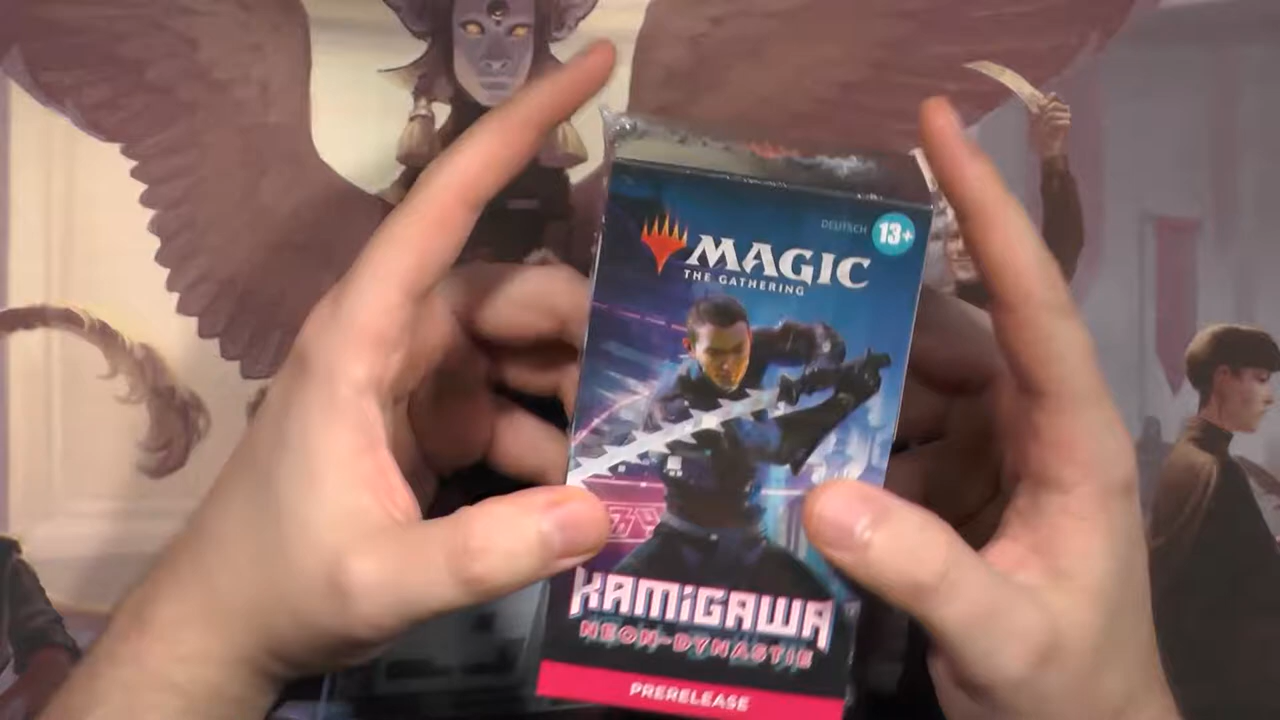 DEUTSCH 13+
MAGIC
THE GATHERING
KAMIGAWA
NEON-DYNASTIE
PRERELEASE